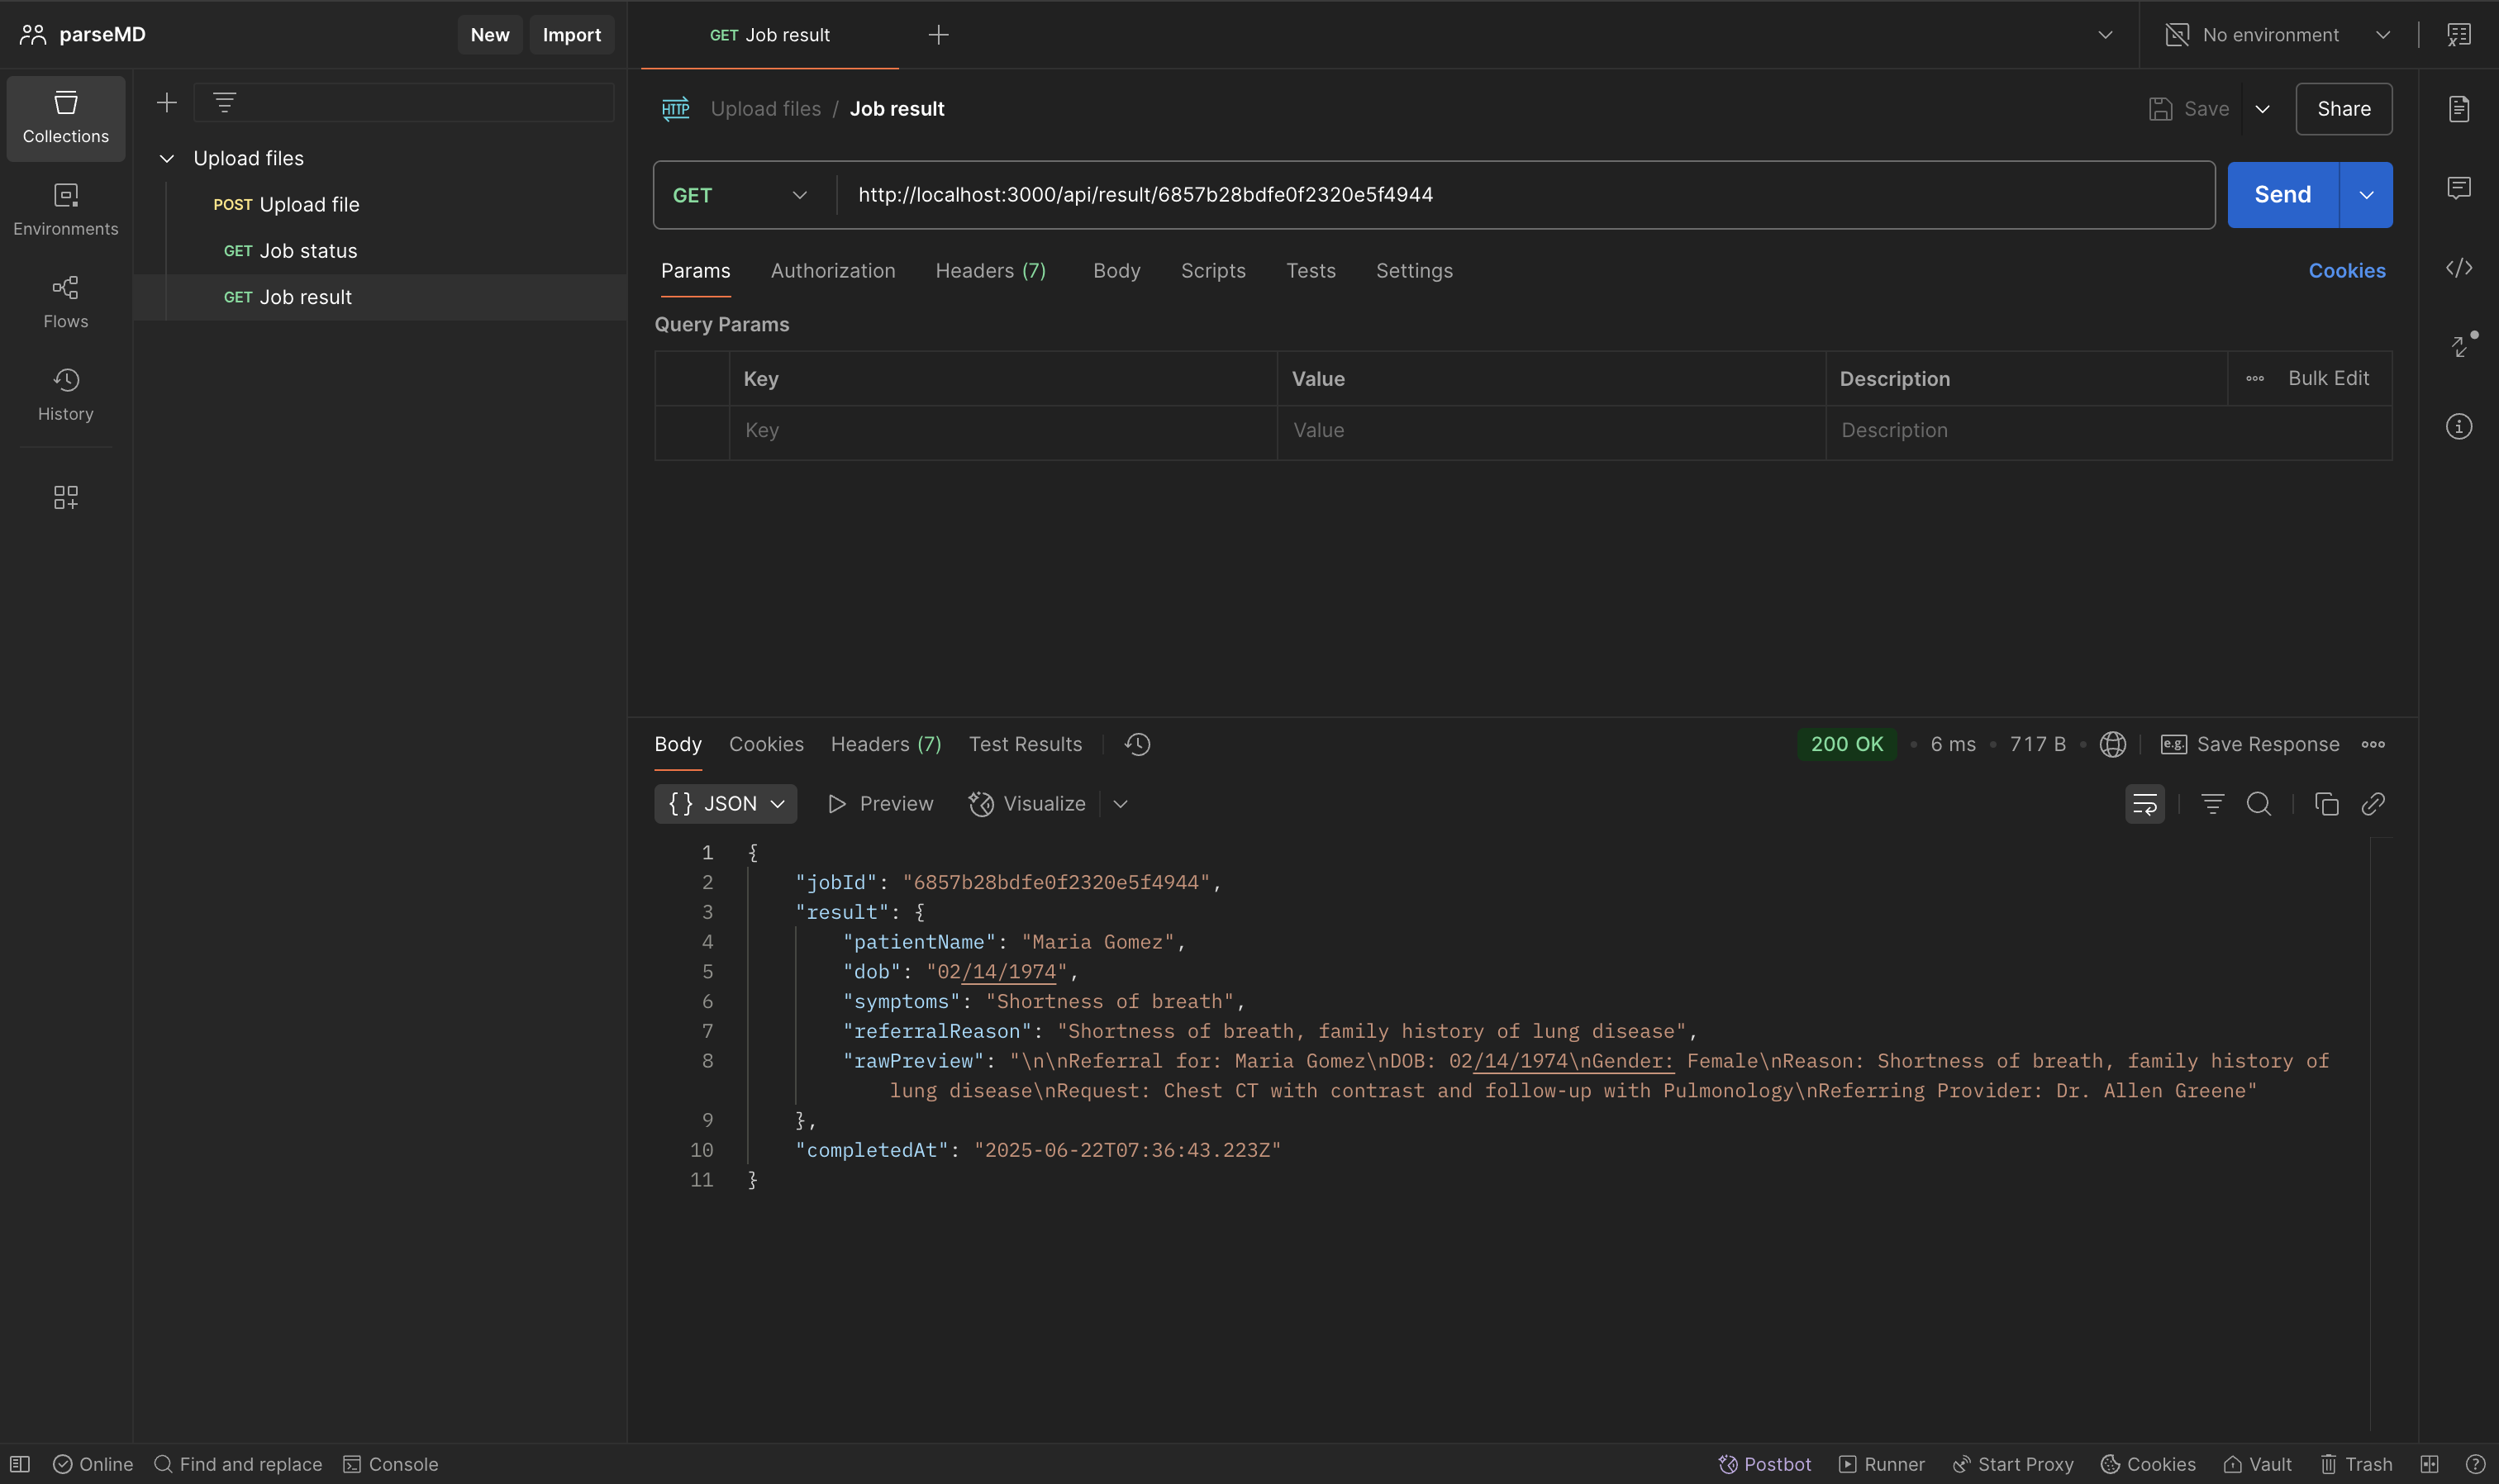 parseMD
New
Import
GET Job result
No environment
Collections
Environments
Flows
History
Upload files
POST Upload file
GET Job status
GET Job result
HTTP
Upload files / Job result
Save
Share
GET
http://localhost:3000/api/result/6857b28bdfe0f2320e5f4944
Send
Params Authorization Headers (7) Body Scripts Tests Settings
Cookies
Query Params
Key Value Description Bulk Edit
Key Value Description
Body Cookies Headers (7) Test Results
200 OK • 6 ms • 717 B •
e.g. Save Response
{} JSON
Preview
Visualize
1 {
2 "jobId": "6857b28bdfe0f2320e5f4944",
3 "result": {
4 "patientName": "Maria Gomez",
5 "dob": "02/14/1974",
6 "symptoms": "Shortness of breath",
7 "referralReason": "Shortness of breath, family history of lung disease",
8 "rawPreview": "\n\nReferral for: Maria Gomez\nDOB: 02/14/1974\nGender: Female\nReason: Shortness of breath, family history of
lung disease\nRequest: Chest CT with contrast and follow-up with Pulmonology\nReferring Provider: Dr. Allen Greene"
9 },
10 "completedAt": "2025-06-22T07:36:43.223Z"
11 }
Online
Find and replace
Console
Postbot
Runner
Start Proxy
Cookies
Vault
Trash